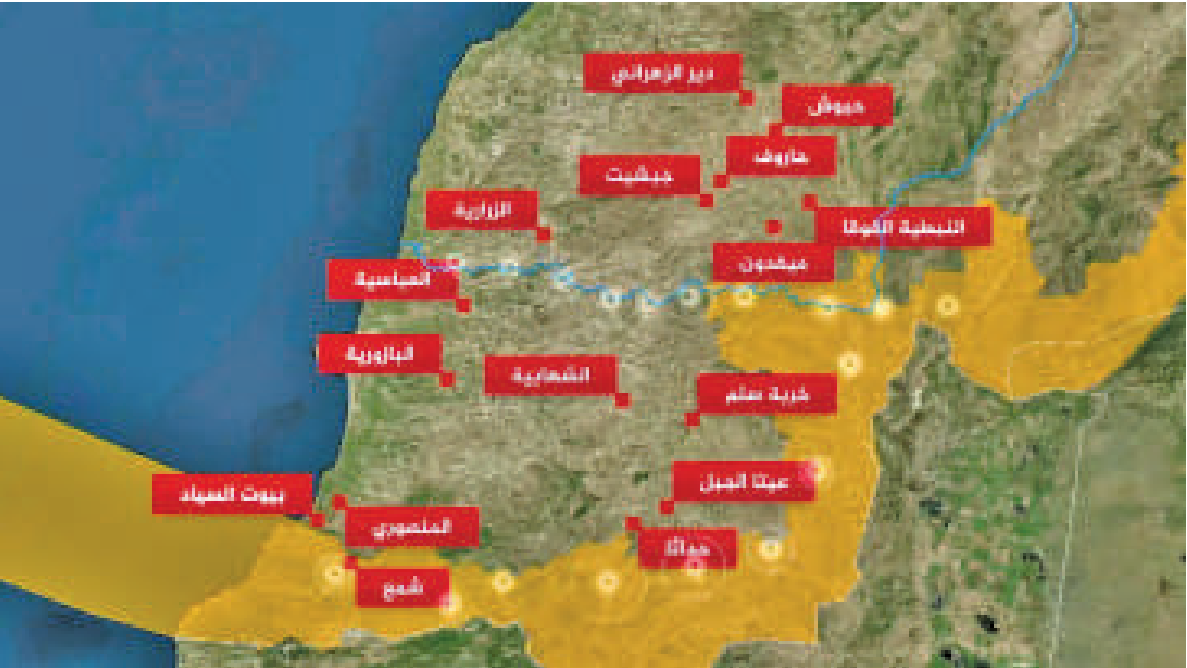 دير الزهراني
حبوش
حاروف
جبشيت
الزرارية
النبطية الفوقا
ميفدون
العباسية
البازورية
الشهابية
خربة سلم
عيتا الجبل
بيوت السياد
المنصوري
حداثا
شمع